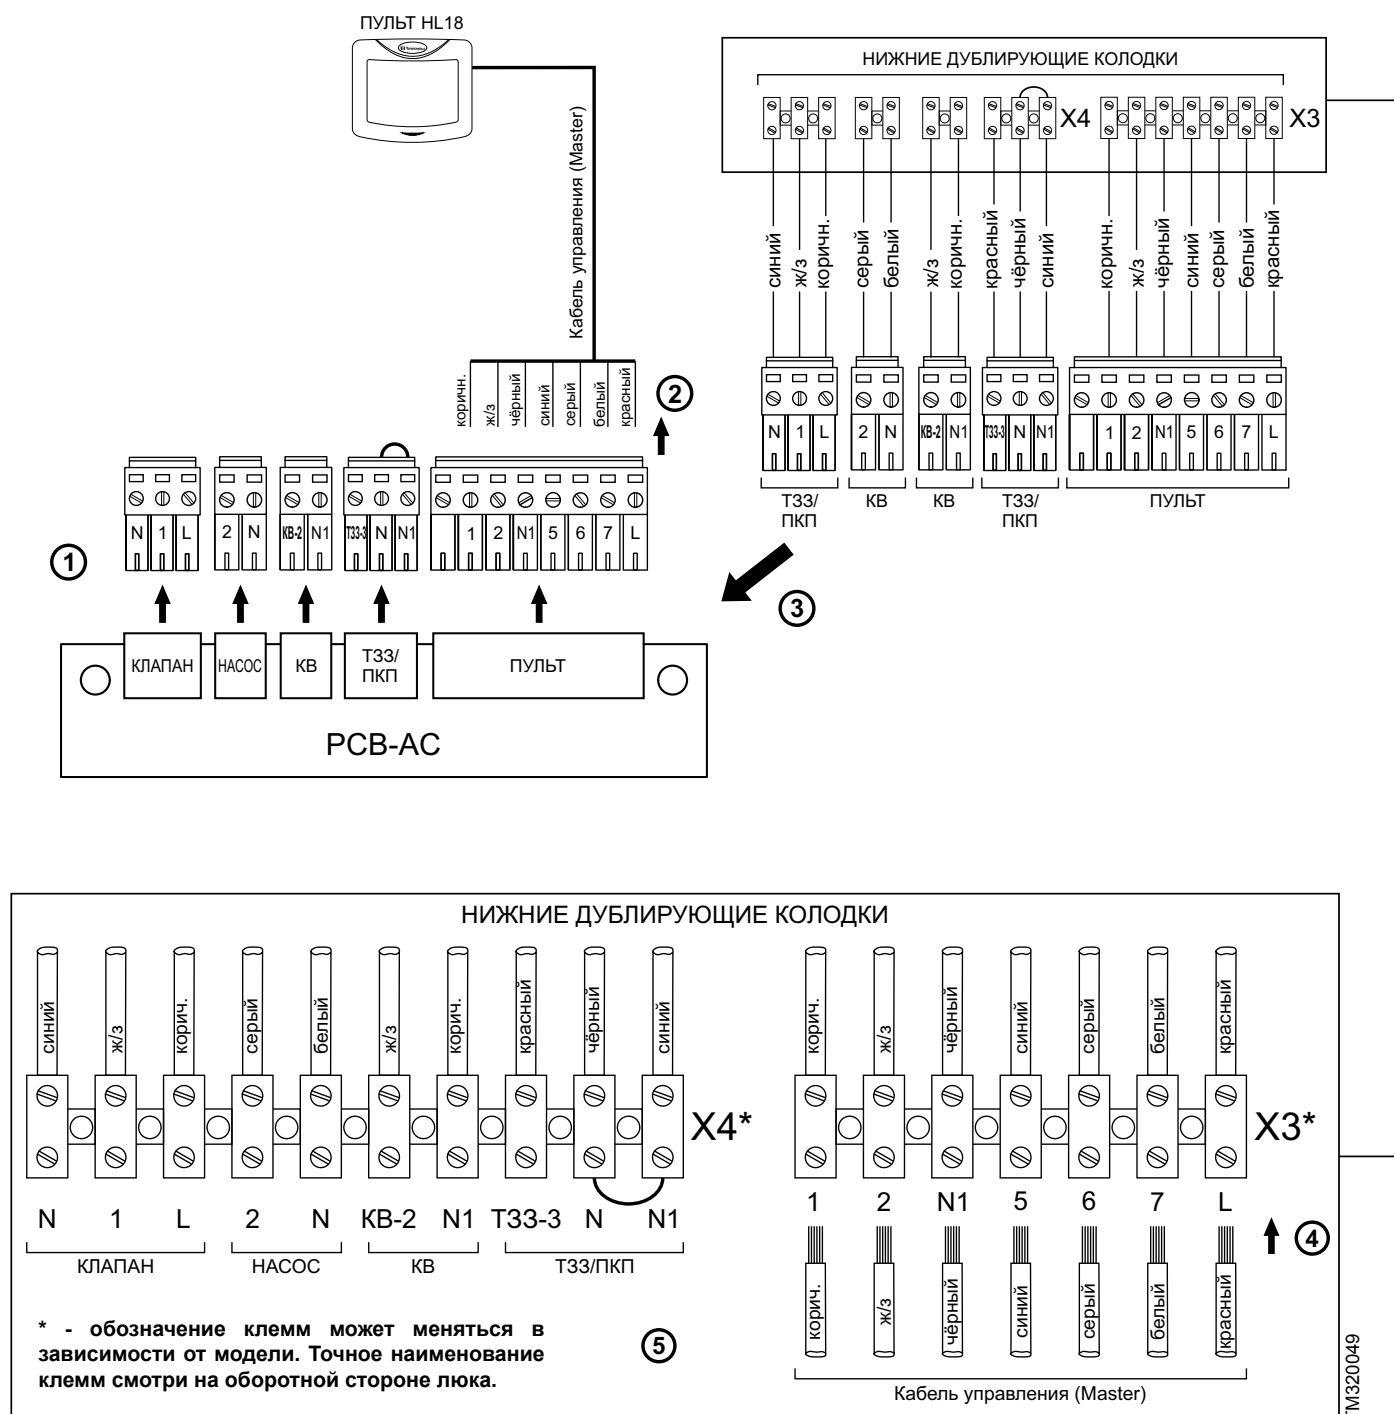 ПУЛЬТ HL18
Кабель управления (Master)
коричн.
ж/з
чёрный
синий
серый
белый
красный
2
НИЖНИЕ ДУБЛИРУЮЩИЕ КОЛОДКИ
X4
X3
синий
ж/з
коричн.
серый
белый
ж/з
коричн.
красный
чёрный
синий
коричн.
ж/з
чёрный
синий
серый
белый
красный
N 1 L
2 N
КВ-2 N1
ТЗЗ-3 N N1
1 2 N1 5 6 7 L
ТЗЗ/
ПКП
КВ
КВ
ТЗЗ/
ПКП
ПУЛЬТ
1
N 1 L
2 N
КВ-2 N1
ТЗЗ-3 N N1
1 2 N1 5 6 7 L
3
КЛАПАН
НАСОС
КВ
ТЗЗ/
ПКП
ПУЛЬТ
PCB-AC
НИЖНИЕ ДУБЛИРУЮЩИЕ КОЛОДКИ
синий
ж/з
корич.
серый
белый
ж/з
корич.
красный
чёрный
синий
X4*
корич.
ж/з
чёрный
синий
серый
белый
красный
X3*
N 1 L 2 N КВ-2 N1 ТЗЗ-3 N N1
КЛАПАН
НАСОС
КВ
ТЗЗ/ПКП
1 2 N1 5 6 7 L
4
корич.
ж/з
чёрный
синий
серый
белый
красный
Кабель управления (Master)
* - обозначение клемм может меняться в
зависимости от модели. Точное наименование
клемм смотри на оборотной стороне люка.
5
TM320049